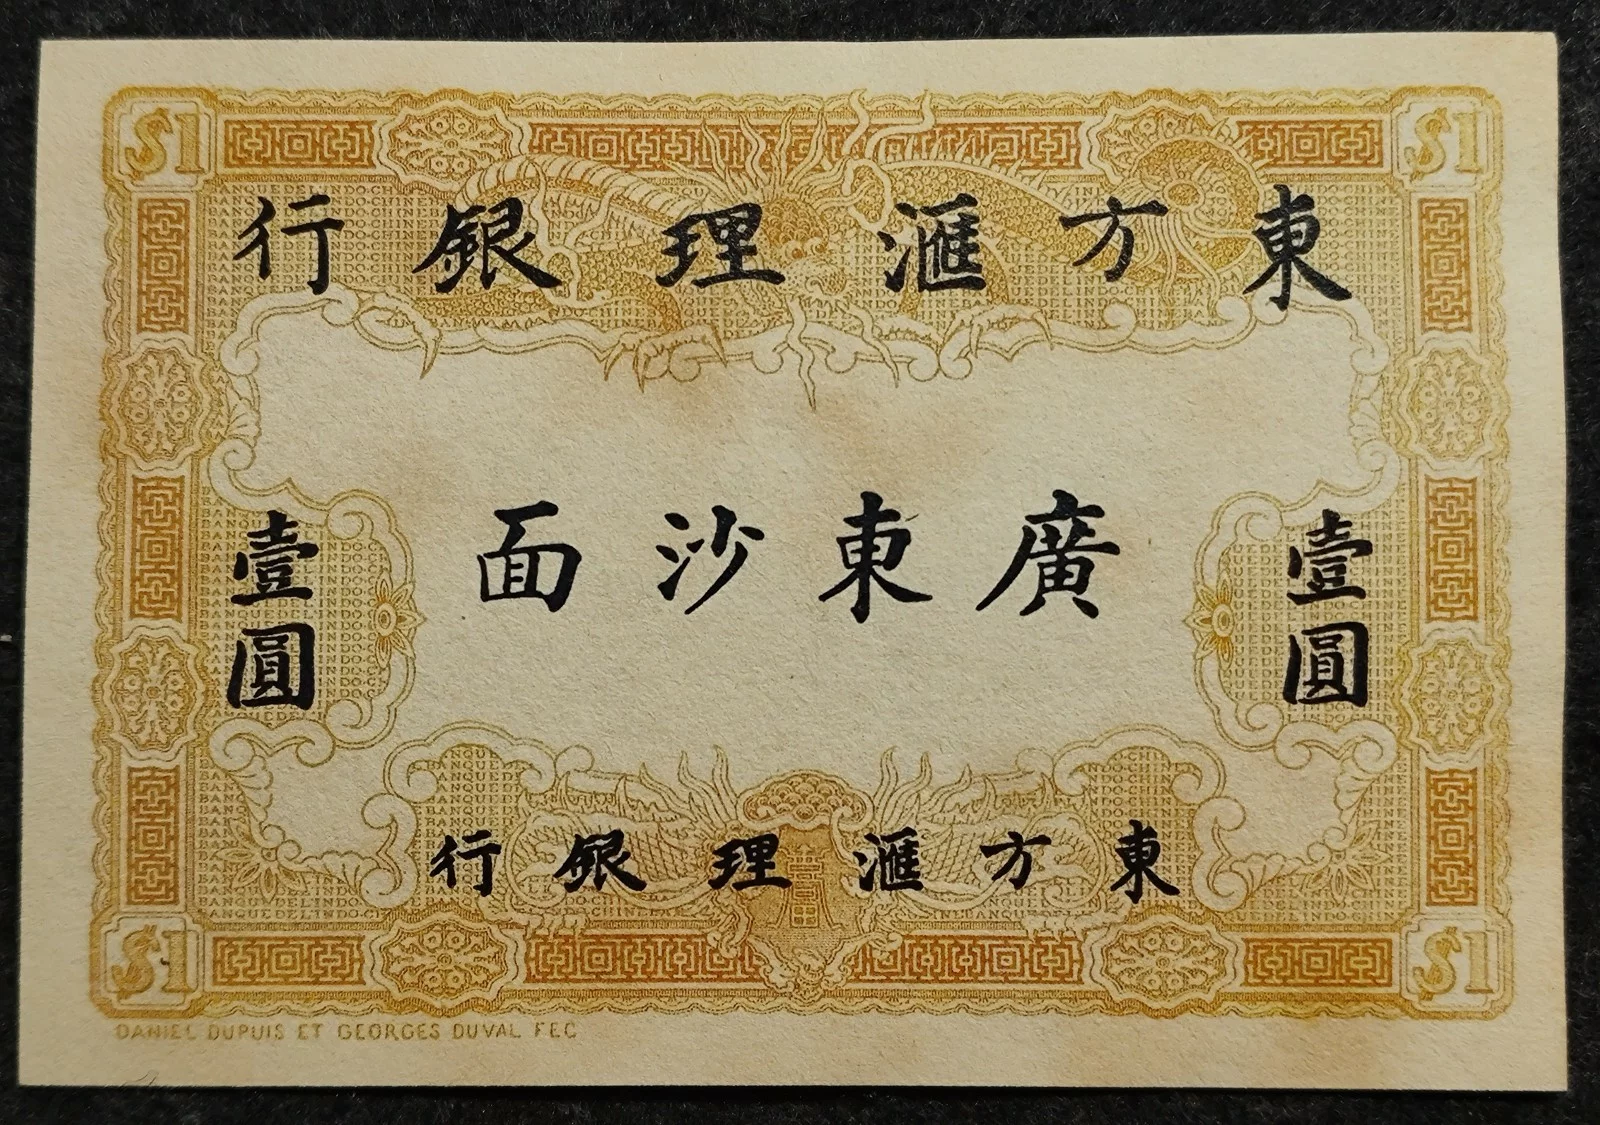 $1 $1
東方滙理銀行
廣東沙面
壹圓
壹圓
東方滙理銀行
$1 $1
DANIEL DUPUIS ET GEORGES DUVAL FEC